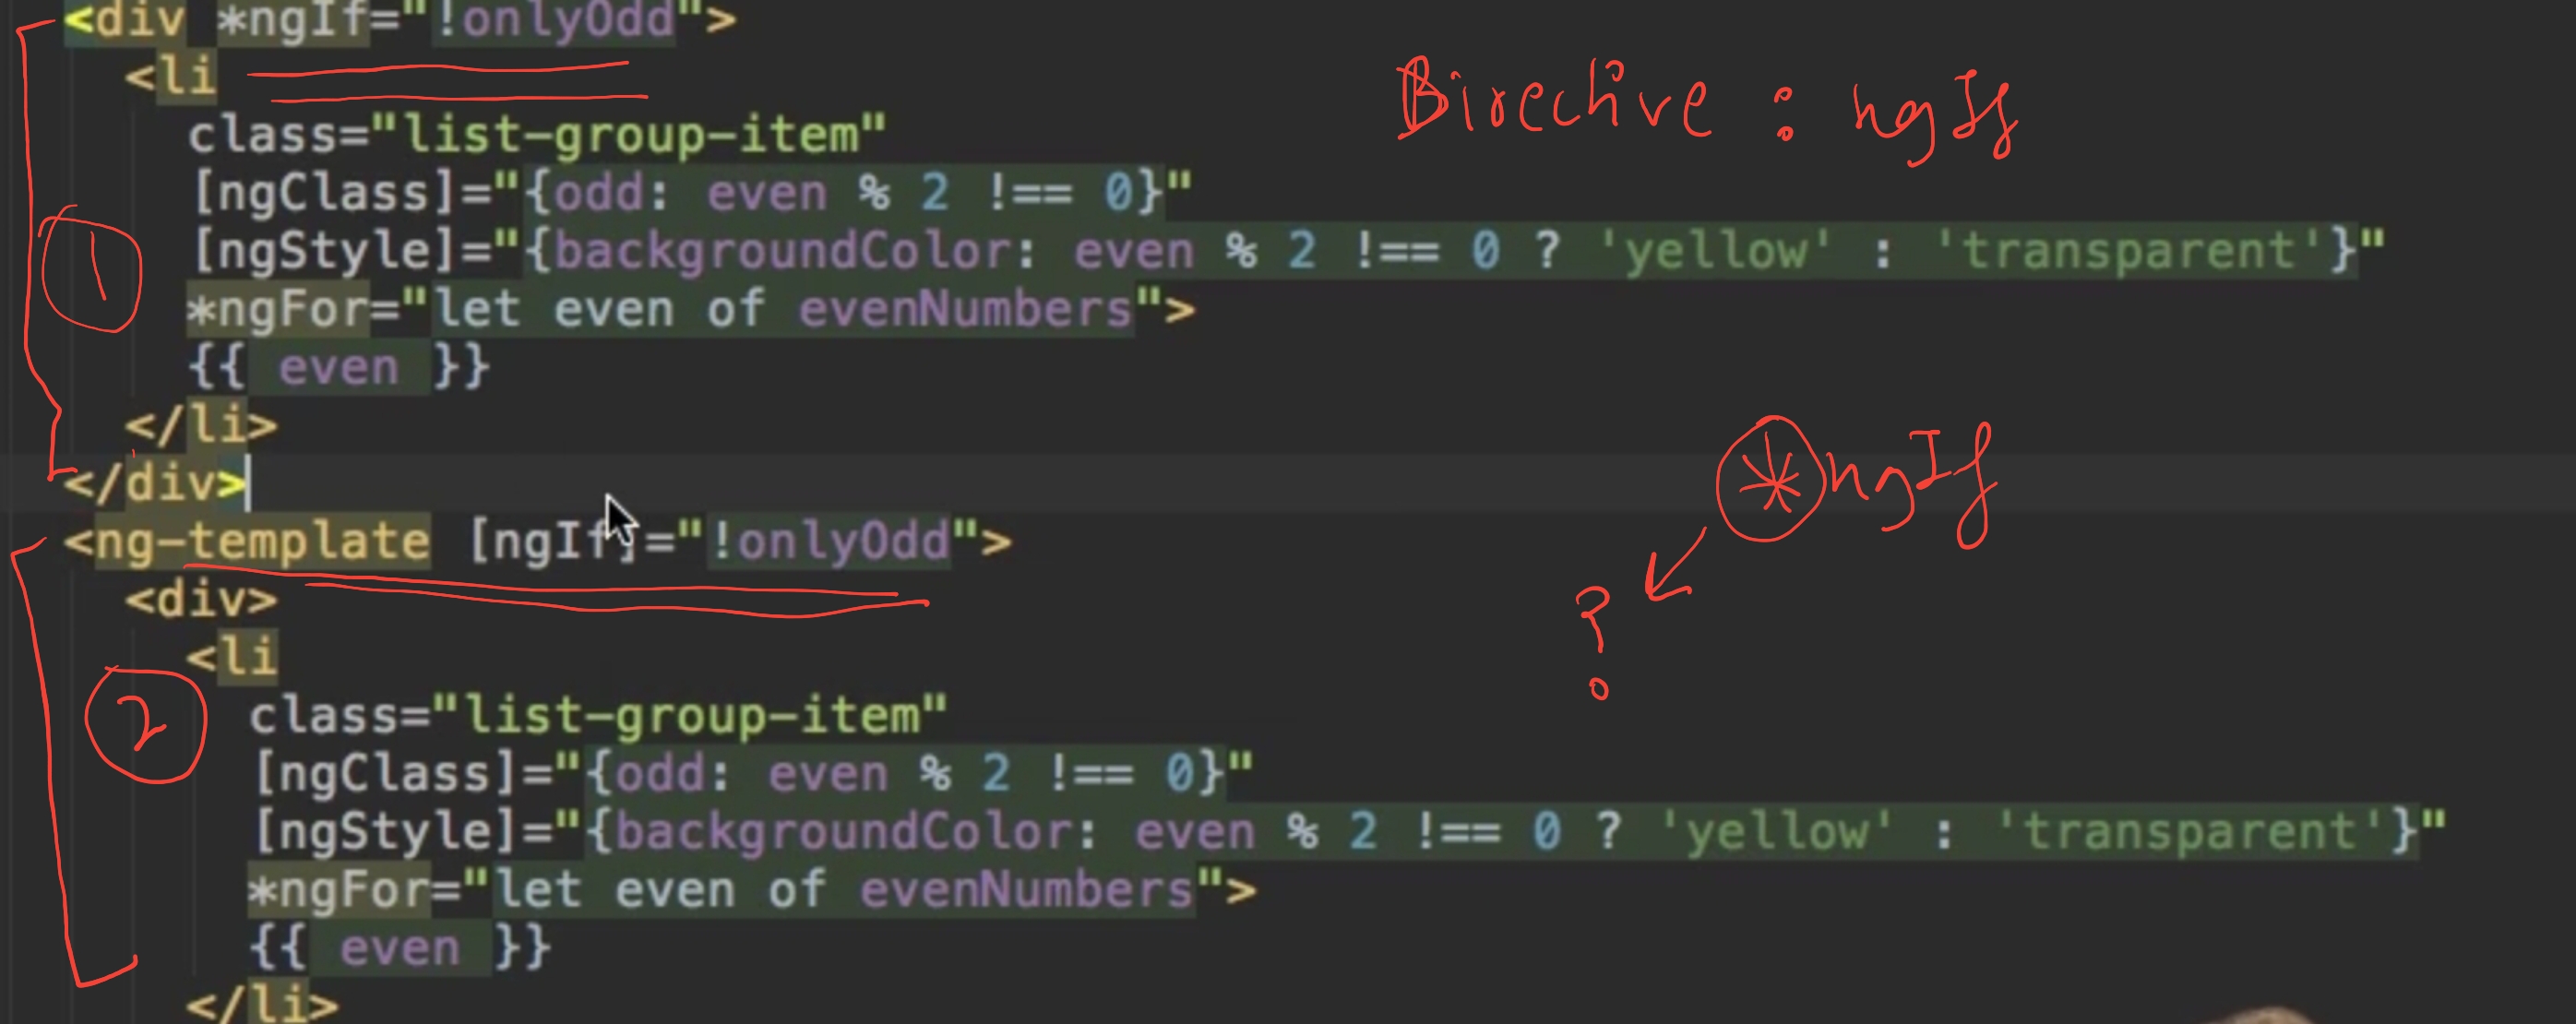 <div *ngIf="!onlyOdd">
<li
class="list-group-item"
[ngClass]="{odd: even % 2 !== 0}"
[ngStyle]="{backgroundColor: even % 2 !== 0 ? 'yellow' : 'transparent'}"
*ngFor="let even of evenNumbers">
{{ even }}
</li>
</div>
<ng-template [ngIf]="!onlyOdd">
<div>
<li
class="list-group-item"
[ngClass]="{odd: even % 2 !== 0}"
[ngStyle]="{backgroundColor: even % 2 !== 0 ? 'yellow' : 'transparent'}"
*ngFor="let even of evenNumbers">
{{ even }}
</li>
1
2
Directive : ngIf
*ngIf
?